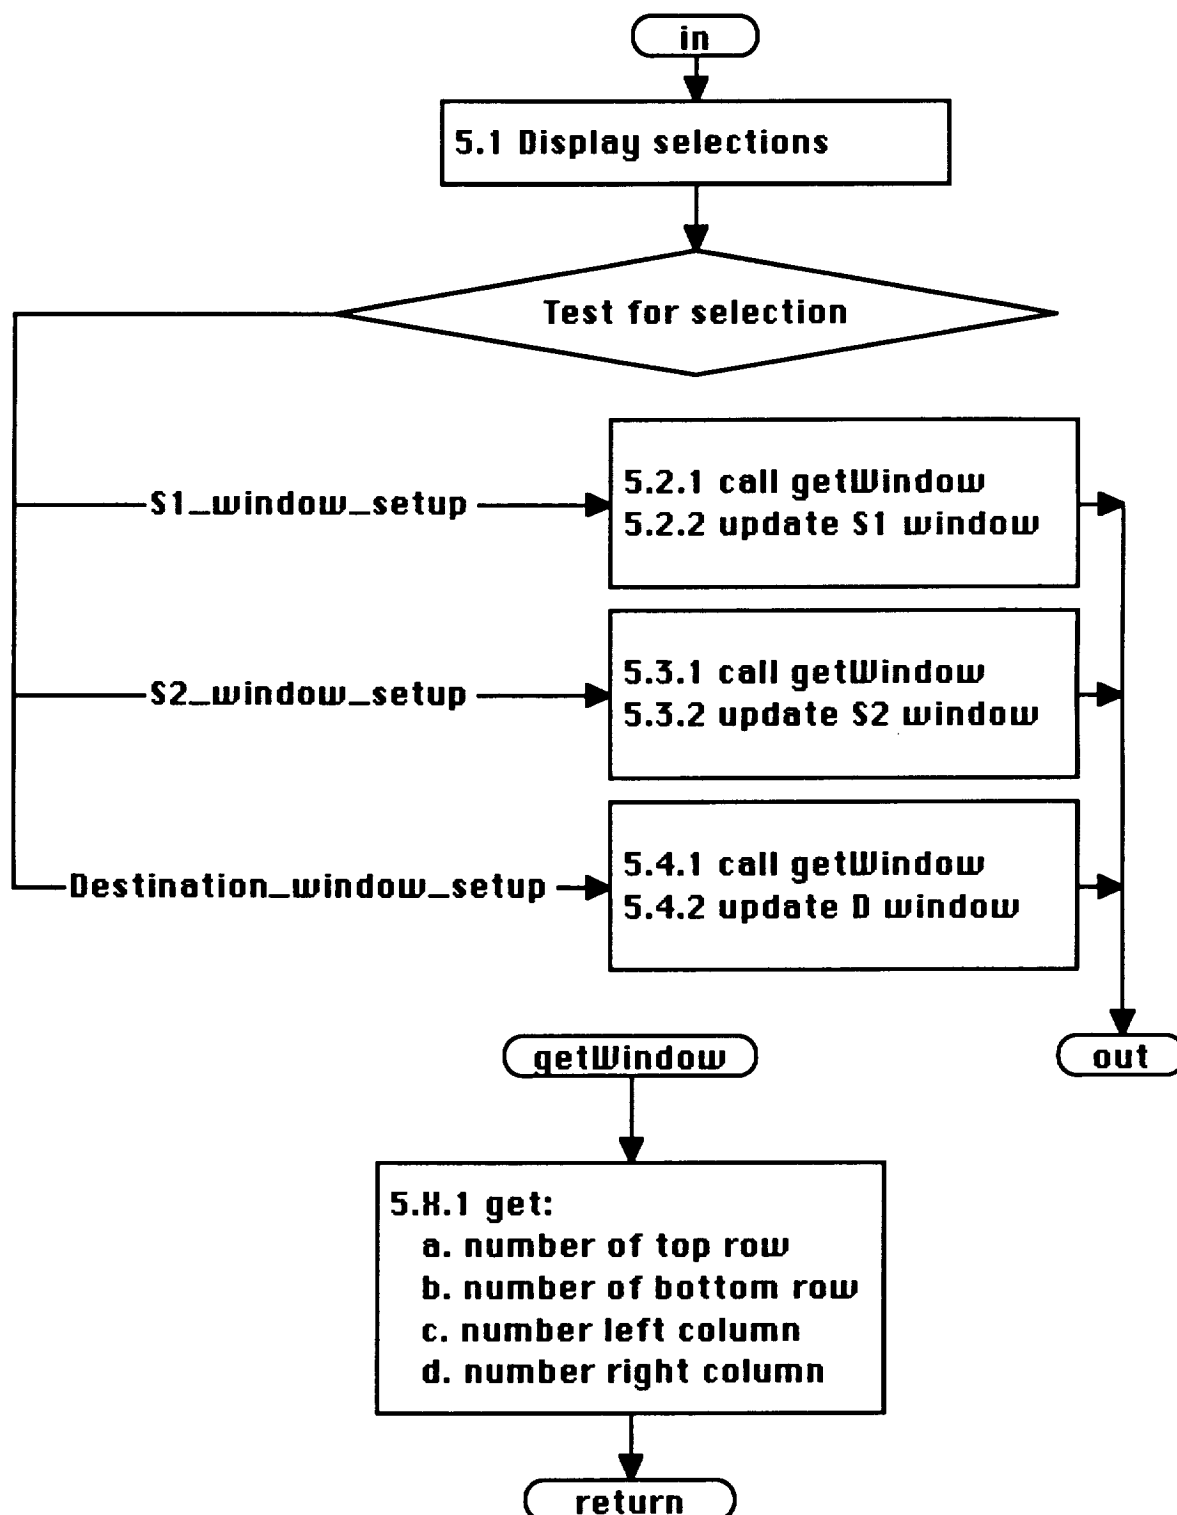 in
5.1 Display selections
Test for selection
S1_window_setup
5.2.1 call getWindow
5.2.2 update S1 window
S2_window_setup
5.3.1 call getWindow
5.3.2 update S2 window
Destination_window_setup
5.4.1 call getWindow
5.4.2 update D window
getWindow
out
5.X.1 get:
a. number of top row
b. number of bottom row
c. number left column
d. number right column
return